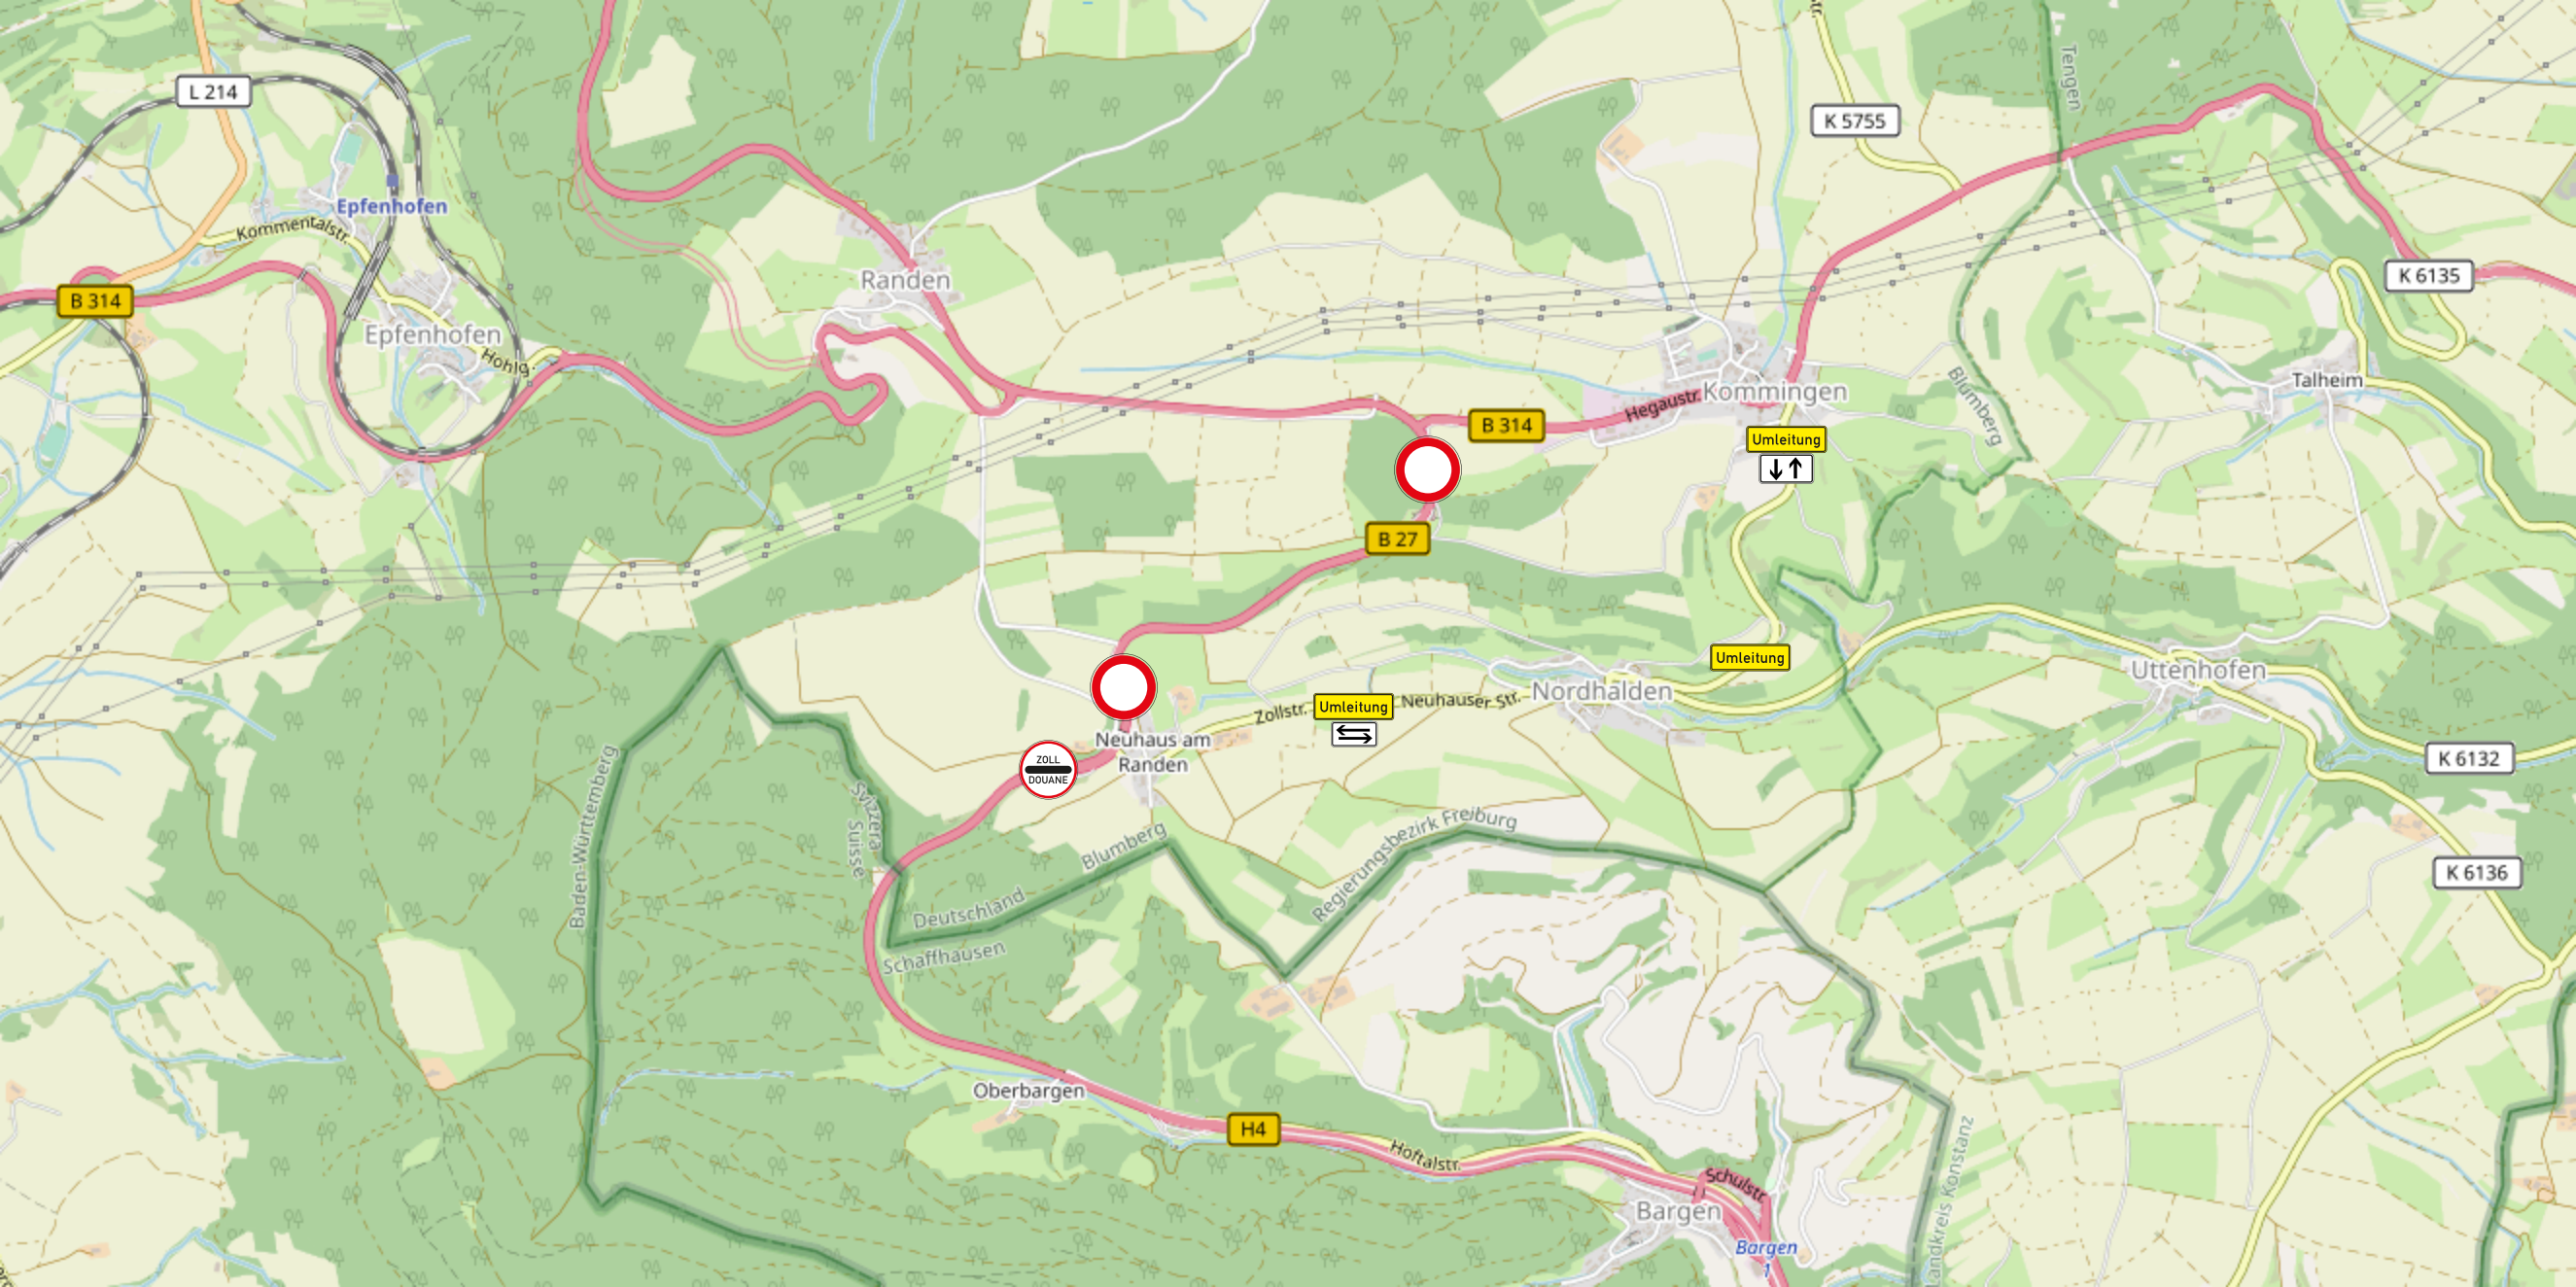 L 214
K 5755
Tengen
Epfenhofen
Kommentalstr.
Randen
K 6135
B 314
Epfenhofen
Hohlg.
Kommingen
Hegaustr.
B 314
Talheim
Blumberg
Umleitung
B 27
Umleitung
Uttenhofen
Nordhalden
Neuhauser Str.
Umleitung
Zollstr.
Neuhaus am
Randen
ZOLL
DOUANE
K 6132
Baden-Württemberg
Svizzera
Suisse
Blumberg
Regierungsbezirk Freiburg
K 6136
Deutschland
Schaffhausen
Oberbargen
H4
Hoftalstr.
Schulstr.
Bargen
Bargen
1
Landkreis Konstanz